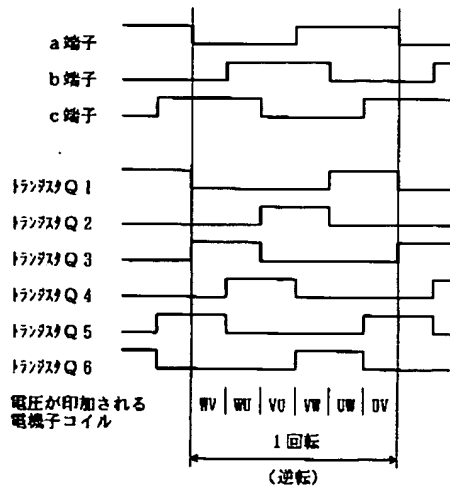 a端子
b端子
c端子
トランジスタQ1
トランジスタQ2
トランジスタQ3
トランジスタQ4
トランジスタQ5
トランジスタQ6
電圧が印加される
電機子コイル
WV WU VU VW UW UV
1回転
(逆転)